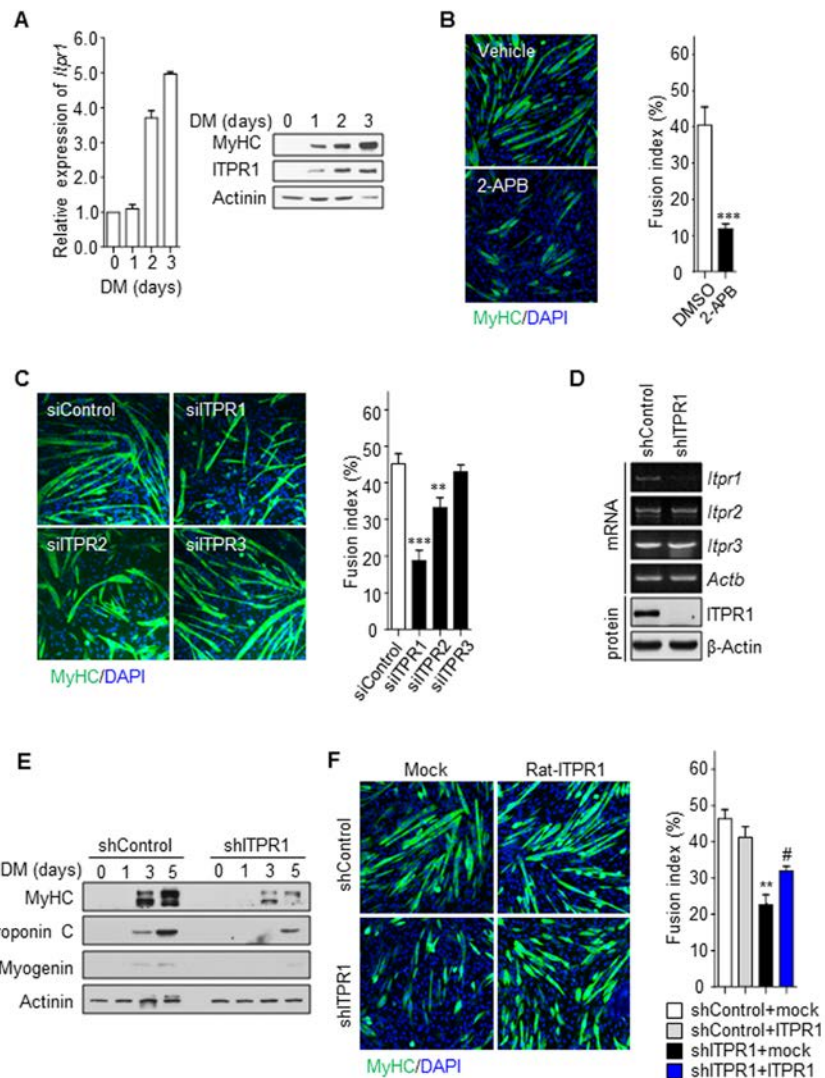 A
Relative expression of Itpr1
6.0
5.0
4.0
3.0
2.0
1.0
0
0 1 2 3
DM (days)
DM (days) 0 1 2 3
MyHC
ITPR1
Actinin
B
Vehicle
2-APB
MyHC/DAPI
Fusion index (%)
60
50
40
30
20
10
0
***
DMSO
2-APB
C
siControl
siITPR1
siITPR2
siITPR3
MyHC/DAPI
Fusion index (%)
60
50
40
30
20
10
0
***
**
siControl
siITPR1
siITPR2
siITPR3
D
shControl
shITPR1
mRNA
Itpr1
Itpr2
Itpr3
Actb
protein
ITPR1
β-Actin
E
shControl shITPR1
DM (days) 0 1 3 5 0 1 3 5
MyHC
roponin C
Myogenin
Actinin
F
Mock Rat-ITPR1
shControl
shITPR1
MyHC/DAPI
Fusion index (%)
60
50
40
30
20
10
0
**
#
shControl+mock
shControl+ITPR1
shITPR1+mock
shITPR1+ITPR1